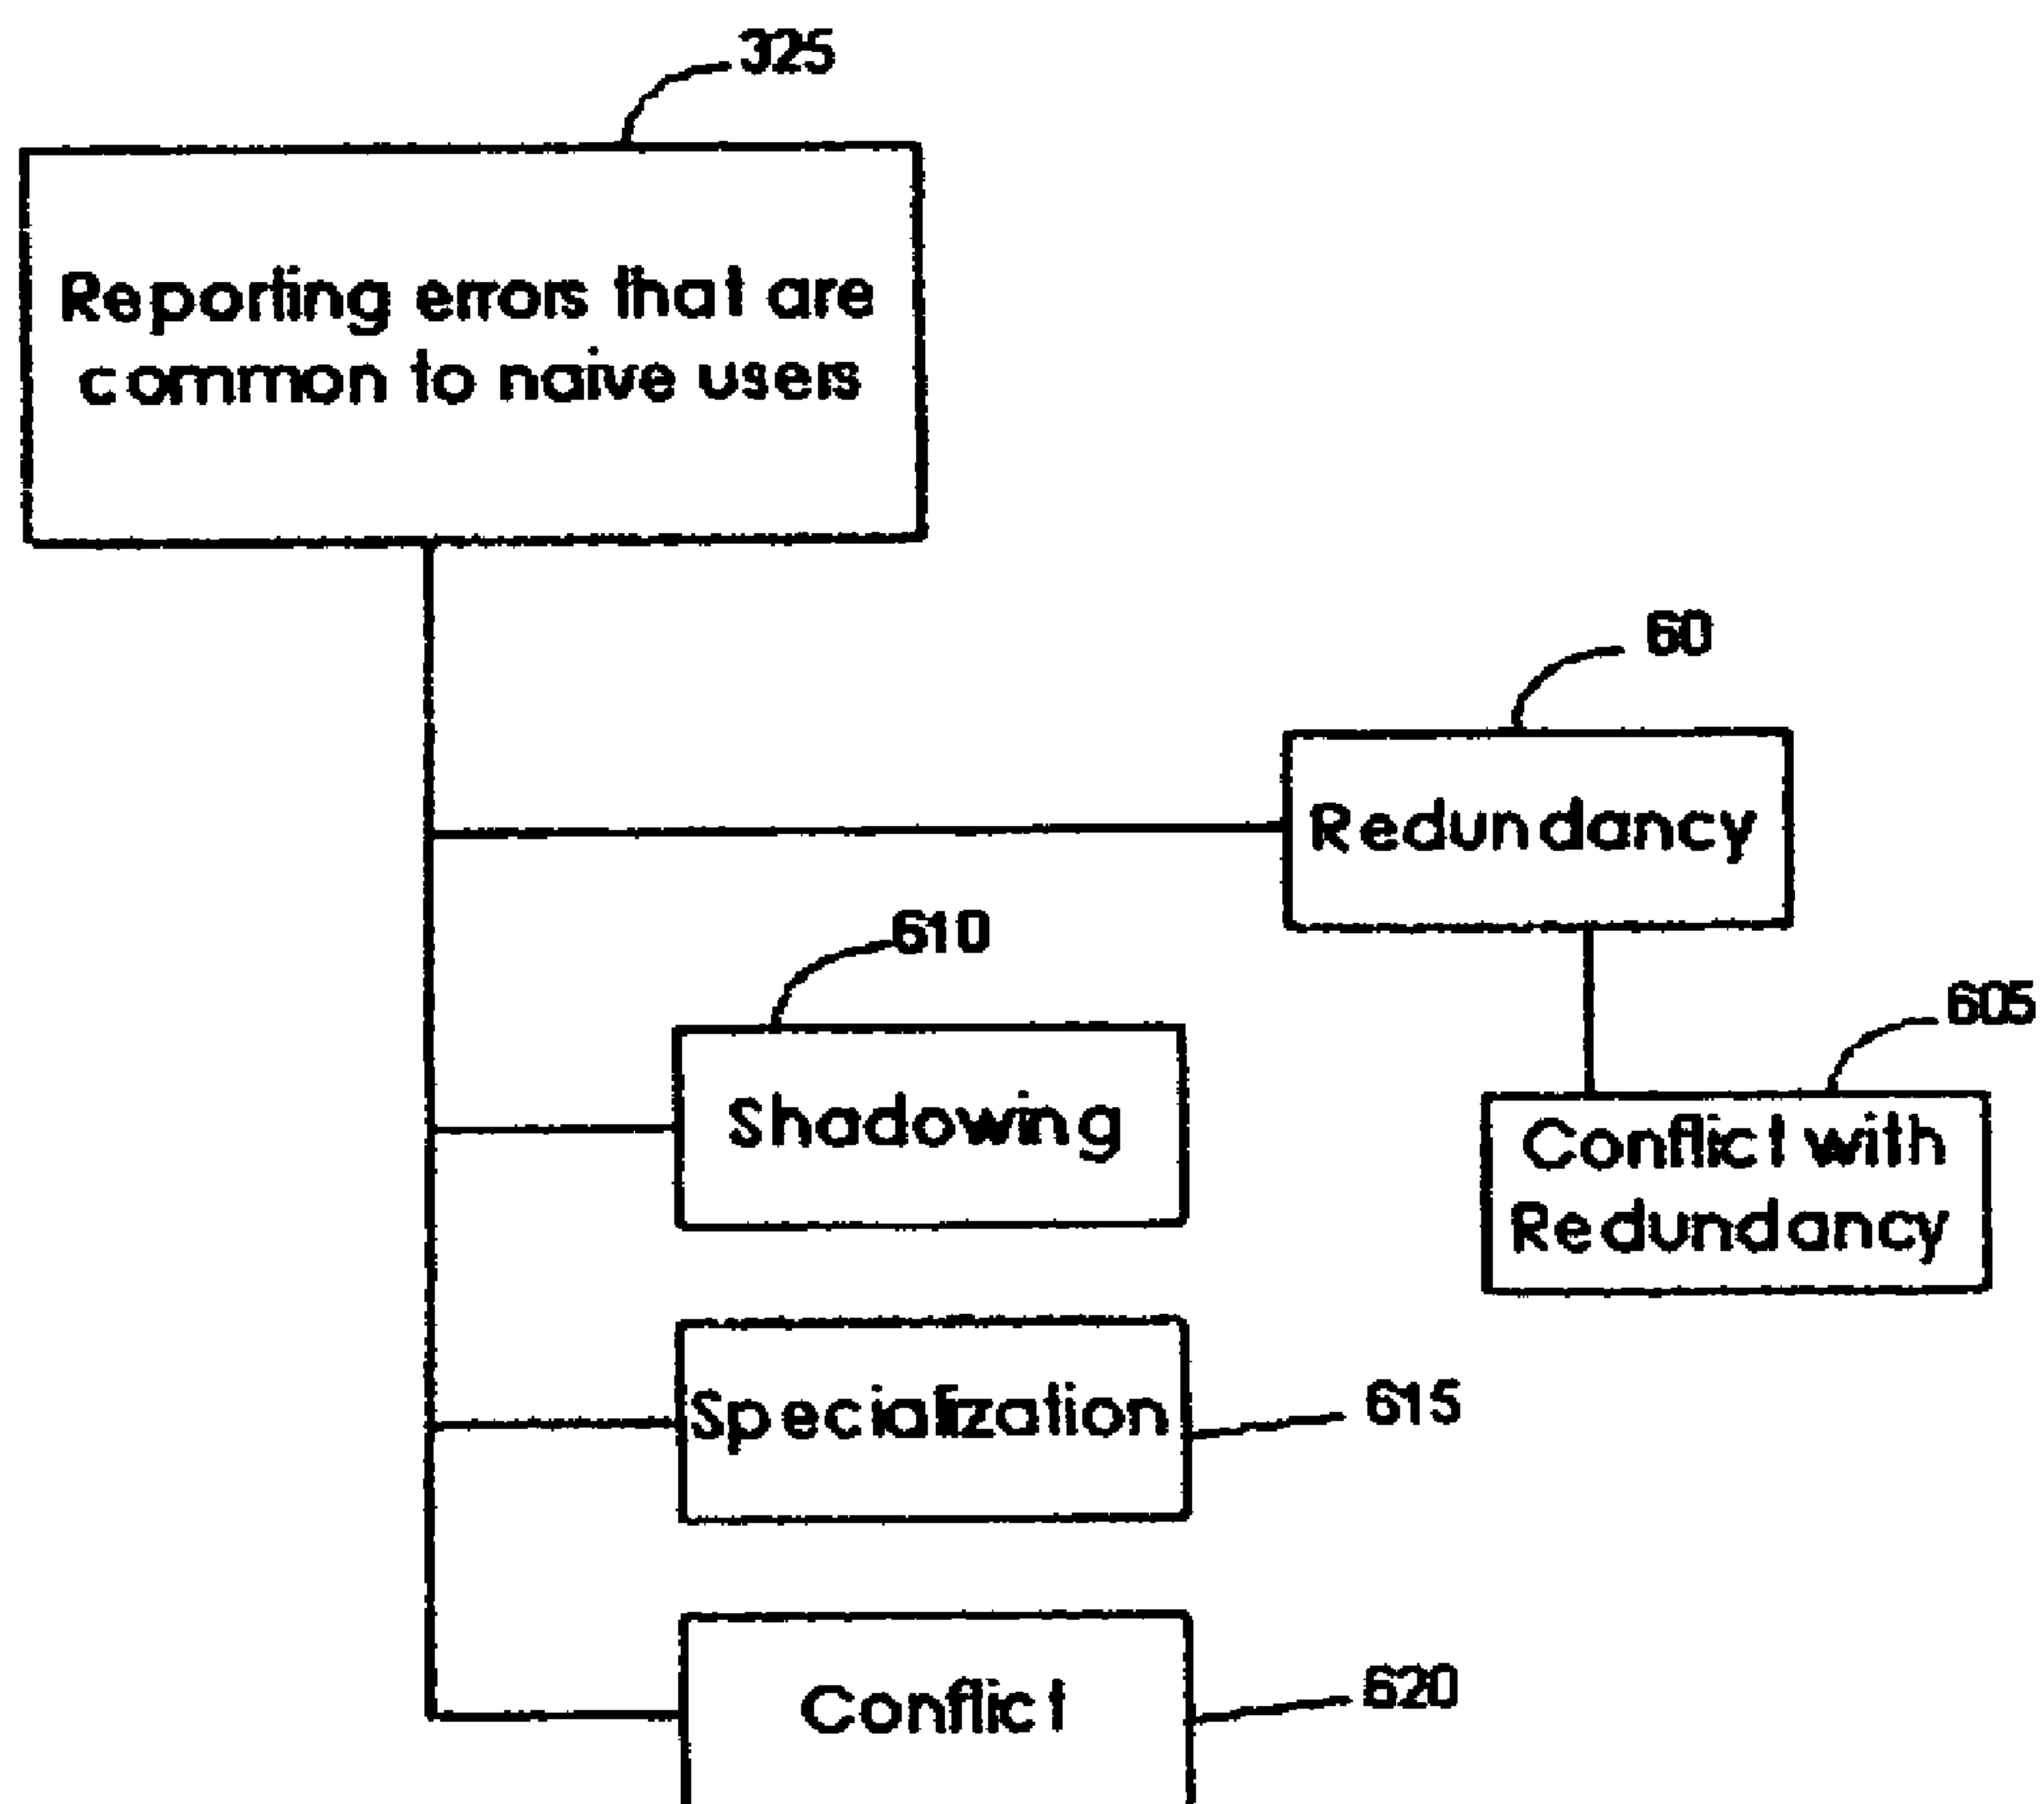 325
Reporting errors that are
common to naive users
60
Redundancy
610
Shadowing
605
Conflict with
Redundancy
Specialization
615
Conflict
620